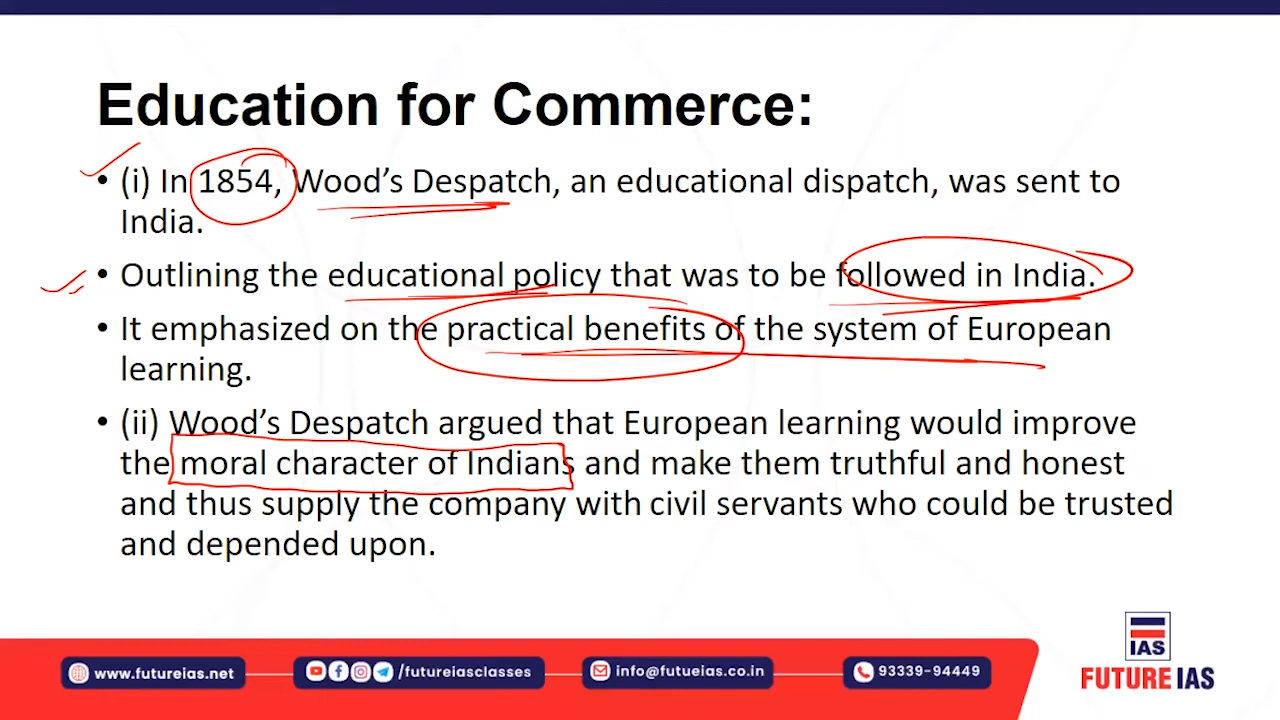 Education for Commerce:
• (i) In 1854, Wood's Despatch, an educational dispatch, was sent to
India.
• Outlining the educational policy that was to be followed in India.
• It emphasized on the practical benefits of the system of European
learning.
• (ii) Wood's Despatch argued that European learning would improve
the moral character of Indians and make them truthful and honest
and thus supply the company with civil servants who could be trusted
and depended upon.
IAS
FUTURE IAS
www.futureias.net
/futureiasclasses
info@futueias.co.in
93339-94449